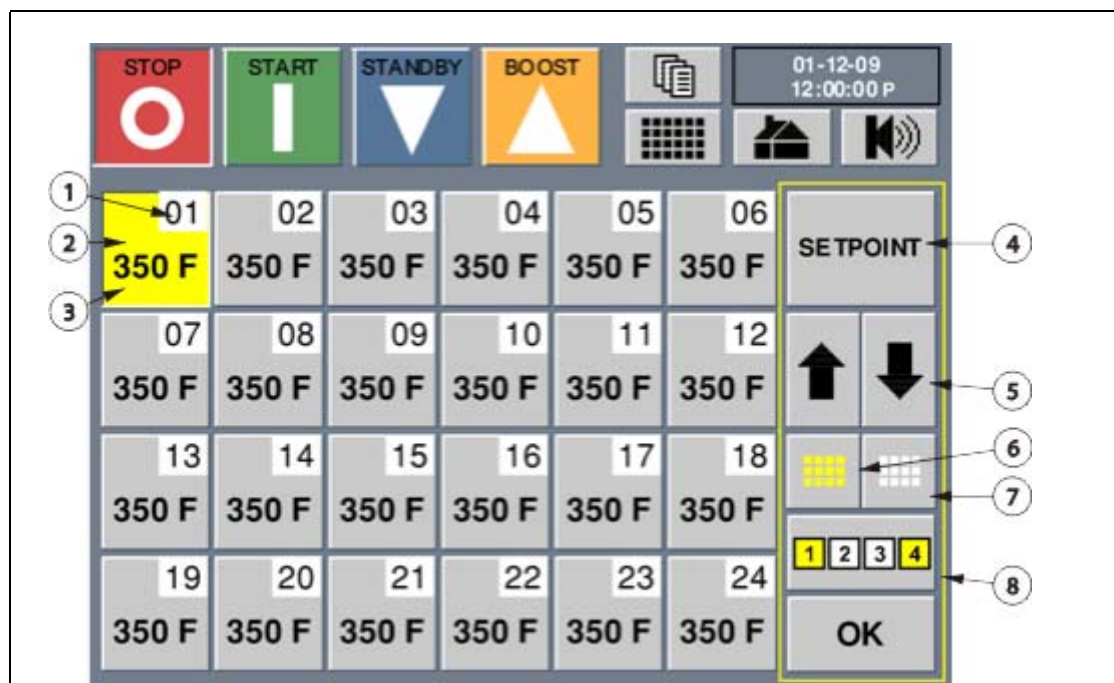 STOP START STANDBY BOOST
01-12-09
12:00:00 P
1
01 02 03 04 05 06
2
SETPOINT
4
350 F 350 F 350 F 350 F 350 F 350 F
3
07 08 09 10 11 12
350 F 350 F 350 F 350 F 350 F 350 F
5
13 14 15 16 17 18
6
7
350 F 350 F 350 F 350 F 350 F 350 F
1 2 3 4
19 20 21 22 23 24
8
350 F 350 F 350 F 350 F 350 F 350 F
OK